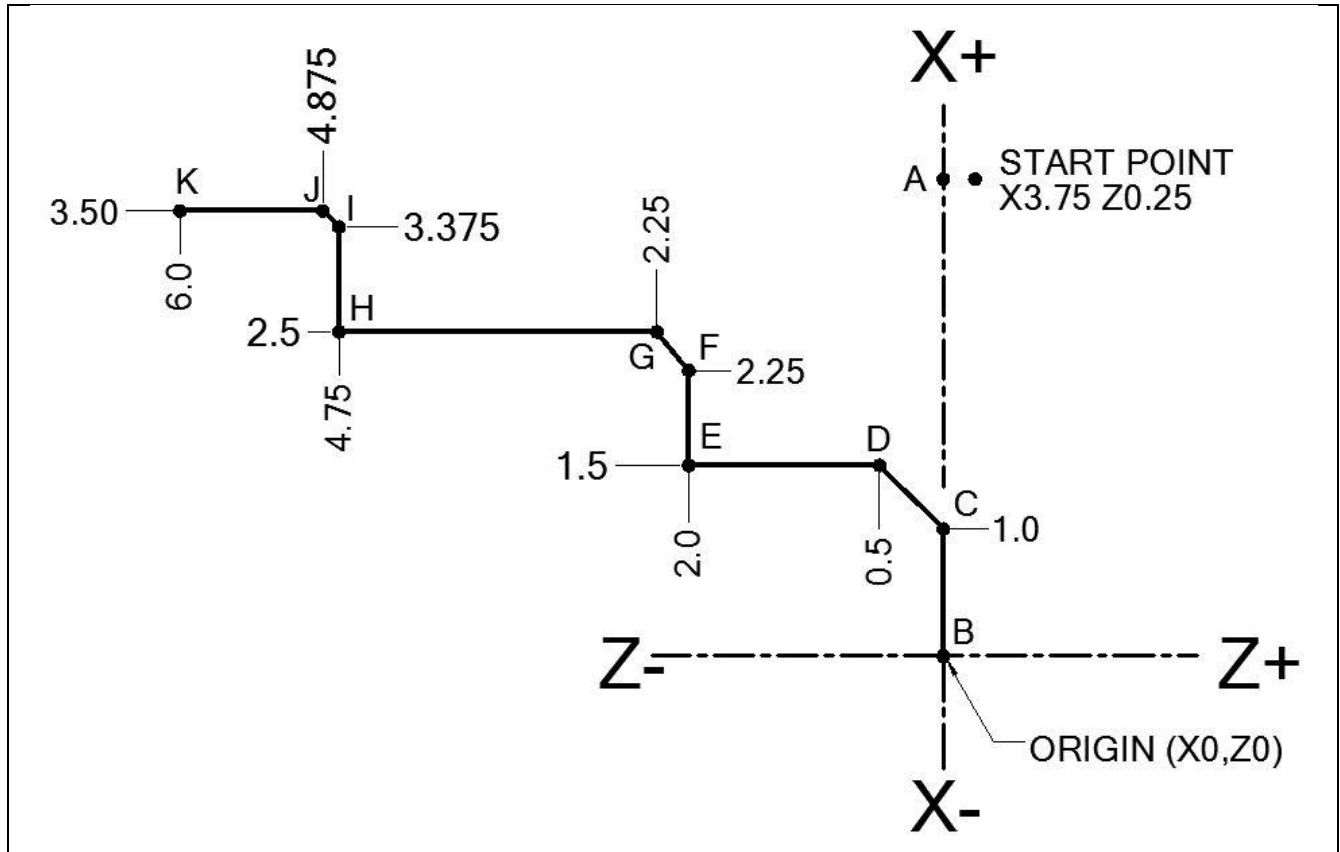 X+
4.875
START POINT
X3.75 Z0.25
A
K
J
I
3.50
3.375
2.25
6.0
H
2.5
G
F
2.25
4.75
E
D
1.5
C
1.0
2.0
0.5
B
Z-
Z+
ORIGIN (X0,Z0)
X-